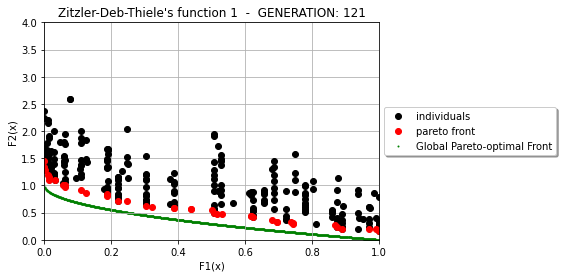 Zitzler-Deb-Thiele's function 1 - GENERATION: 121
4.0
3.5
3.0
2.5
2.0
1.5
1.0
0.5
0.0
F2(x)
0.0 0.2 0.4 0.6 0.8 1.0
F1(x)
individuals
pareto front
Global Pareto-optimal Front